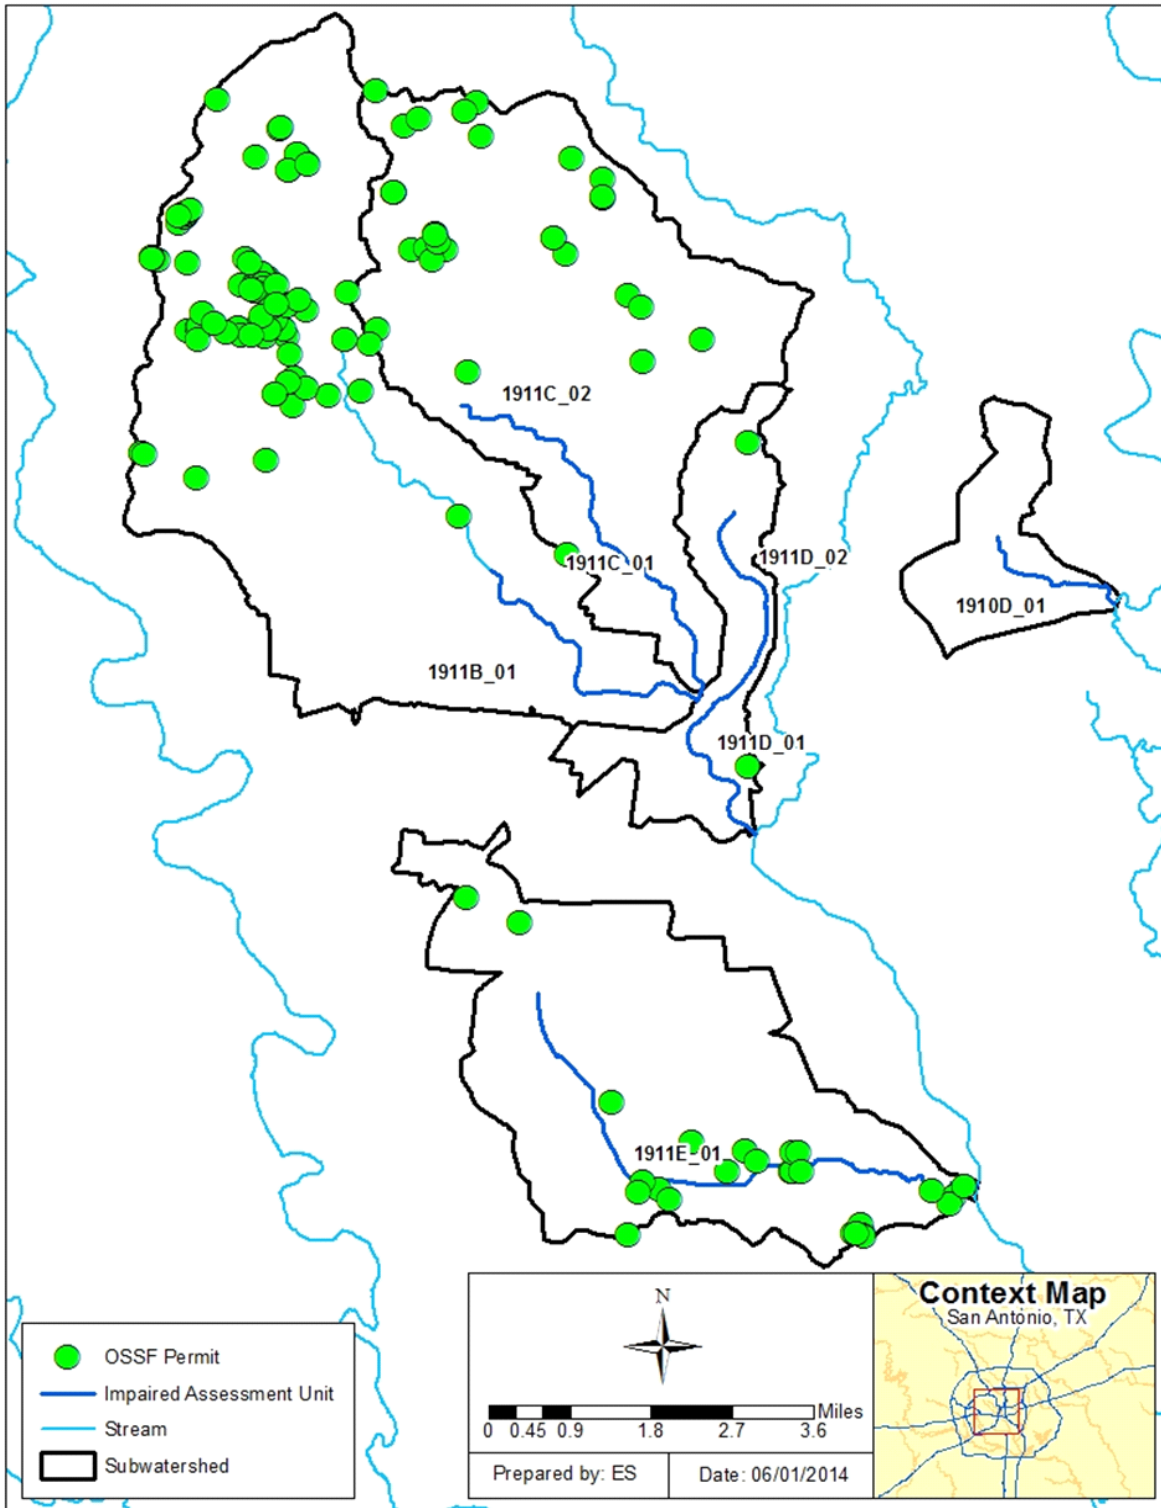 1911C_02
1911C_01
1911D_02
1910D_01
1911B_01
1911D_01
1911E_01
OSSF Permit
Impaired Assessment Unit
Stream
Subwatershed
N
Miles
0 0.45 0.9 1.8 2.7 3.6
Prepared by: ES
Date: 06/01/2014
Context Map
San Antonio, TX